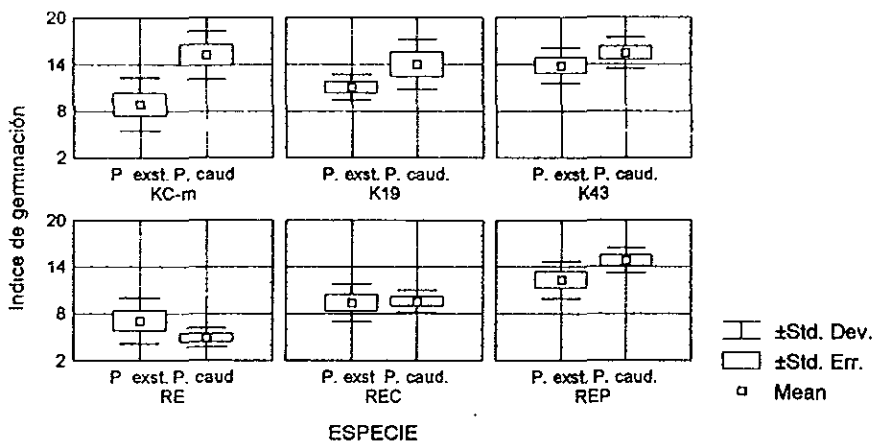 Indice de germinación
20
14
8
2
P exst. P. caud
KC-m
P. exst. P. caud.
K19
P. exst. P. caud.
K43
20
14
8
2
P. exst. P. caud
RE
P. exst P. caud.
REC
P. exst. P. caud.
REP
ESPECIE
±Std. Dev.
±Std. Err.
Mean